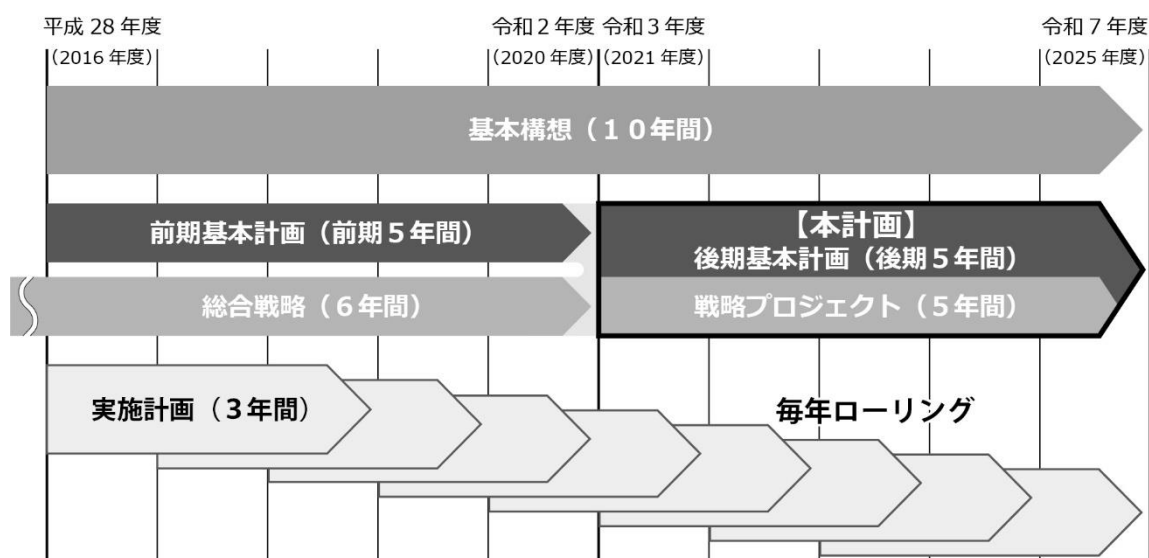 平成 28 年度
令和２年度 令和３年度
令和７年度
（2016 年度）
（2020 年度）（2021 年度）
（2025 年度）
基本構想（１０年間）
前期基本計画（前期５年間）
【本計画】
後期基本計画（後期５年間）
総合戦略（６年間）
戦略プロジェクト（５年間）
実施計画（３年間）
毎年ローリング